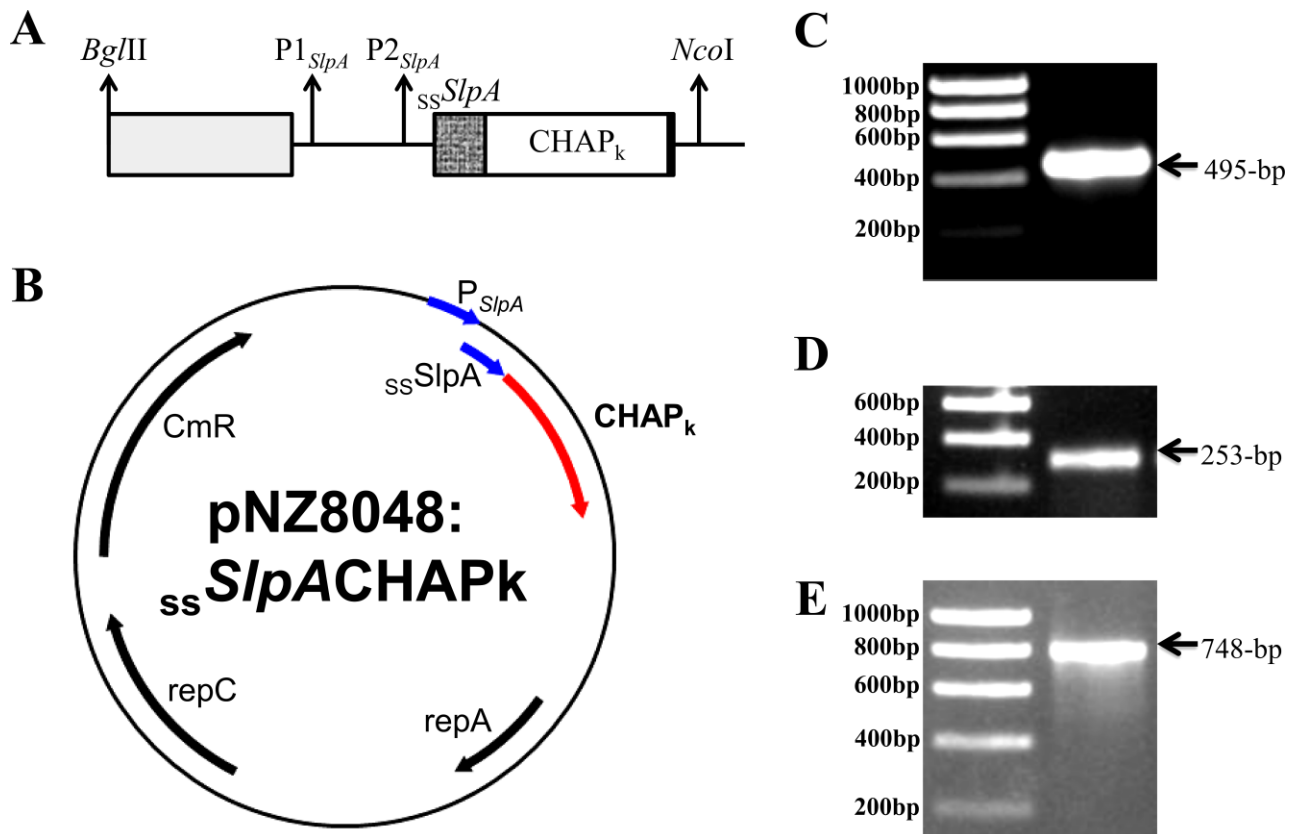 A
BglII
P1SlpA
P2SlpA
NcoI
ssSlpA
CHAPk
B
PSlpA
ssSlpA
CHAPk
CmR
pNZ8048:
ssSlpACHAPk
repC
repA
C
1000bp
800bp
600bp
400bp
200bp
495-bp
D
600bp
400bp
200bp
253-bp
E
1000bp
800bp
600bp
400bp
200bp
748-bp